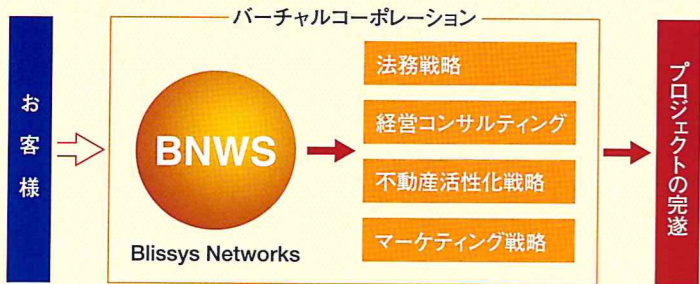 バーチャルコーポレーション
お客様
BNWS
Blissys Networks
法務戦略
経営コンサルティング
不動産活性化戦略
マーケティング戦略
プロジェクトの完遂